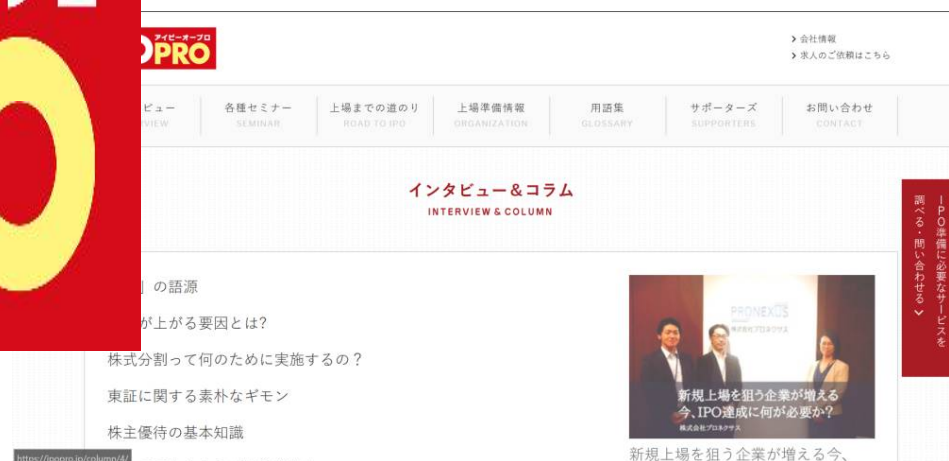 アイピーオープロ
PRO
会社情報
求人のご依頼はこちら
ビュー
VIEW
各種セミナー
SEMINAR
上場までの道のり
ROAD TO IPO
上場準備情報
ORGANIZATION
用語集
GLOSSARY
サポーターズ
SUPPORTERS
お問い合わせ
CONTACT
インタビュー&コラム
INTERVIEW & COLUMN
IPO準備に必要なサービスを
調べる・問い合わせる
」の語源
が上がる要因とは?
株式分割って何のために実施するの？
東証に関する素朴なギモン
株主優待の基本知識
PRONEXUS
株式会社プロネクサス
新規上場を狙う企業が増える
今、IPO達成に何が必要か?
株式会社プロネクサス
新規上場を狙う企業が増える今、
https://ipopro.jp/column/4/